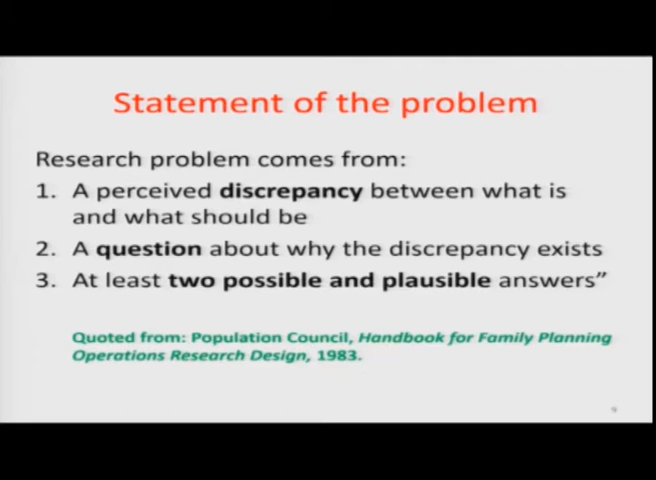 Statement of the problem
Research problem comes from:
1. A perceived discrepancy between what is
and what should be
2. A question about why the discrepancy exists
3. At least two possible and plausible answers”
Quoted from: Population Council, Handbook for Family Planning
Operations Research Design, 1983.
9